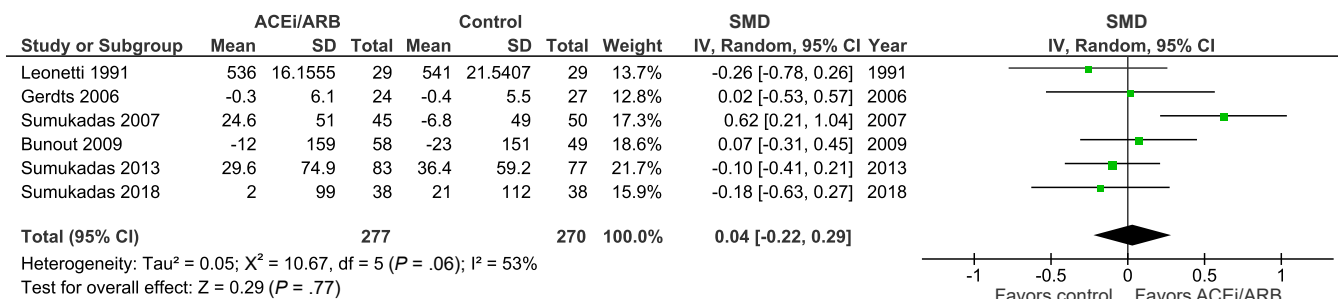 ACEi/ARB Control SMD SMD
Study or Subgroup Mean SD Total Mean SD Total Weight IV, Random, 95% CI Year IV, Random, 95% CI
Leonetti 1991 536 16.1555 29 541 21.5407 29 13.7% -0.26 [-0.78, 0.26] 1991
Gerdts 2006 -0.3 6.1 24 -0.4 5.5 27 12.8% 0.02 [-0.53, 0.57] 2006
Sumukadas 2007 24.6 51 45 -6.8 49 50 17.3% 0.62 [0.21, 1.04] 2007
Bunout 2009 -12 159 58 -23 151 49 18.6% 0.07 [-0.31, 0.45] 2009
Sumukadas 2013 29.6 74.9 83 36.4 59.2 77 21.7% -0.10 [-0.41, 0.21] 2013
Sumukadas 2018 2 99 38 21 112 38 15.9% -0.18 [-0.63, 0.27] 2018
Total (95% CI) 277 270 100.0% 0.04 [-0.22, 0.29]
Heterogeneity: Tau² = 0.05; X² = 10.67, df = 5 (P = .06); I² = 53%
Test for overall effect: Z = 0.29 (P = .77)
-1 -0.5 0 0.5 1
Favors control Favors ACEi/ARB